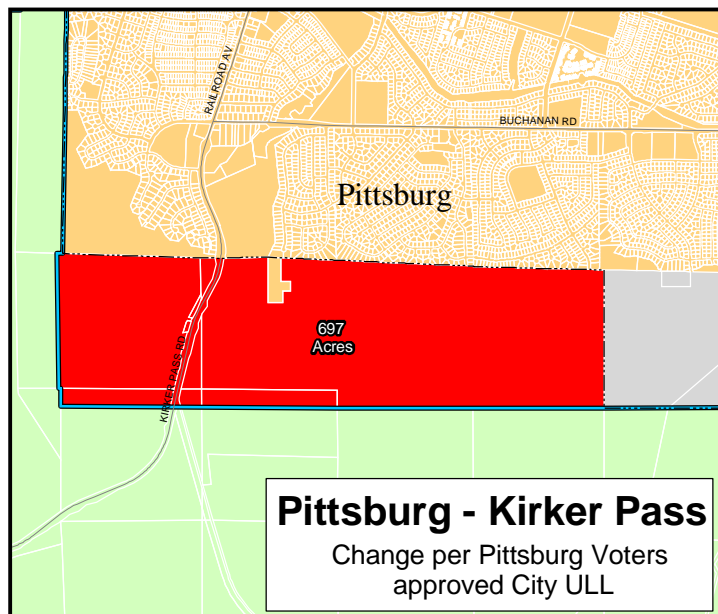 RAILROAD AV
BUCHANAN RD
Pittsburg
697
Acres
KIRKER PASS RD
Pittsburg - Kirker Pass
Change per Pittsburg Voters
approved City ULL